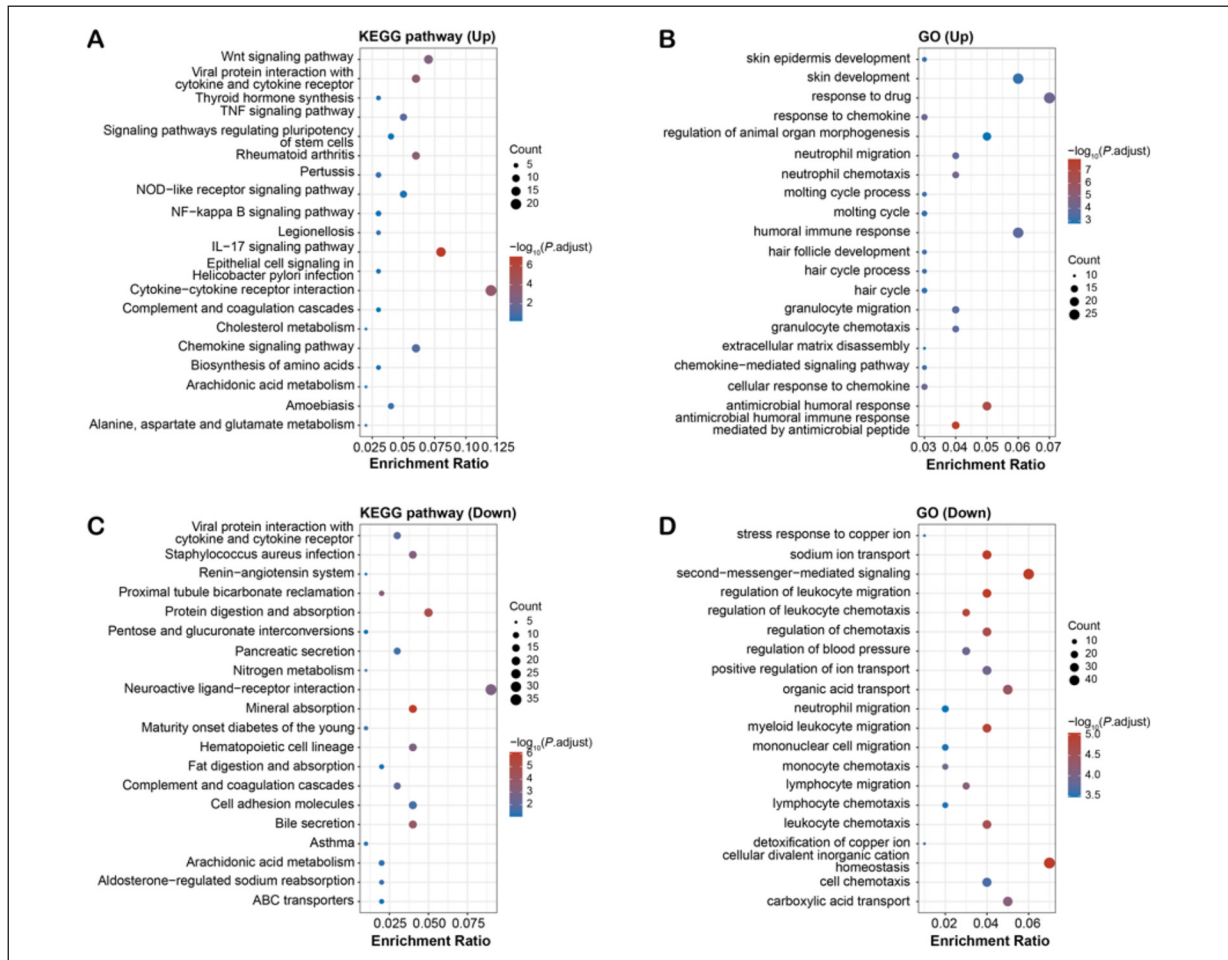 A
KEGG pathway (Up)
Wnt signaling pathway
Viral protein interaction with
cytokine and cytokine receptor
Thyroid hormone synthesis
TNF signaling pathway
Signaling pathways regulating pluripotency
of stem cells
Rheumatoid arthritis
Pertussis
NOD−like receptor signaling pathway
NF−kappa B signaling pathway
Legionellosis
IL−17 signaling pathway
Epithelial cell signaling in
Helicobacter pylori infection
Cytokine−cytokine receptor interaction
Complement and coagulation cascades
Cholesterol metabolism
Chemokine signaling pathway
Biosynthesis of amino acids
Arachidonic acid metabolism
Amoebiasis
Alanine, aspartate and glutamate metabolism
0.025 0.05 0.075 0.10 0.125
Enrichment Ratio
Count
5
10
15
20
−log₁₀(P.adjust)
6
4
2
B
GO (Up)
skin epidermis development
skin development
response to drug
response to chemokine
regulation of animal organ morphogenesis
neutrophil migration
neutrophil chemotaxis
molting cycle process
molting cycle
humoral immune response
hair follicle development
hair cycle process
hair cycle
granulocyte migration
granulocyte chemotaxis
extracellular matrix disassembly
chemokine−mediated signaling pathway
cellular response to chemokine
antimicrobial humoral response
antimicrobial humoral immune response
mediated by antimicrobial peptide
0.03 0.04 0.05 0.06 0.07
Enrichment Ratio
−log₁₀(P.adjust)
7
6
5
4
3
Count
10
15
20
25
C
KEGG pathway (Down)
Viral protein interaction with
cytokine and cytokine receptor
Staphylococcus aureus infection
Renin−angiotensin system
Proximal tubule bicarbonate reclamation
Protein digestion and absorption
Pentose and glucuronate interconversions
Pancreatic secretion
Nitrogen metabolism
Neuroactive ligand−receptor interaction
Mineral absorption
Maturity onset diabetes of the young
Hematopoietic cell lineage
Fat digestion and absorption
Complement and coagulation cascades
Cell adhesion molecules
Bile secretion
Asthma
Arachidonic acid metabolism
Aldosterone−regulated sodium reabsorption
ABC transporters
0.025 0.050 0.075
Enrichment Ratio
Count
5
10
15
20
25
30
35
−log₁₀(P.adjust)
6
5
4
3
2
D
GO (Down)
stress response to copper ion
sodium ion transport
second−messenger−mediated signaling
regulation of leukocyte migration
regulation of leukocyte chemotaxis
regulation of chemotaxis
regulation of blood pressure
positive regulation of ion transport
organic acid transport
neutrophil migration
myeloid leukocyte migration
mononuclear cell migration
monocyte chemotaxis
lymphocyte migration
lymphocyte chemotaxis
leukocyte chemotaxis
detoxification of copper ion
cellular divalent inorganic cation
homeostasis
cell chemotaxis
carboxylic acid transport
0.02 0.04 0.06
Enrichment Ratio
Count
10
20
30
40
−log₁₀(P.adjust)
5.0
4.5
4.0
3.5